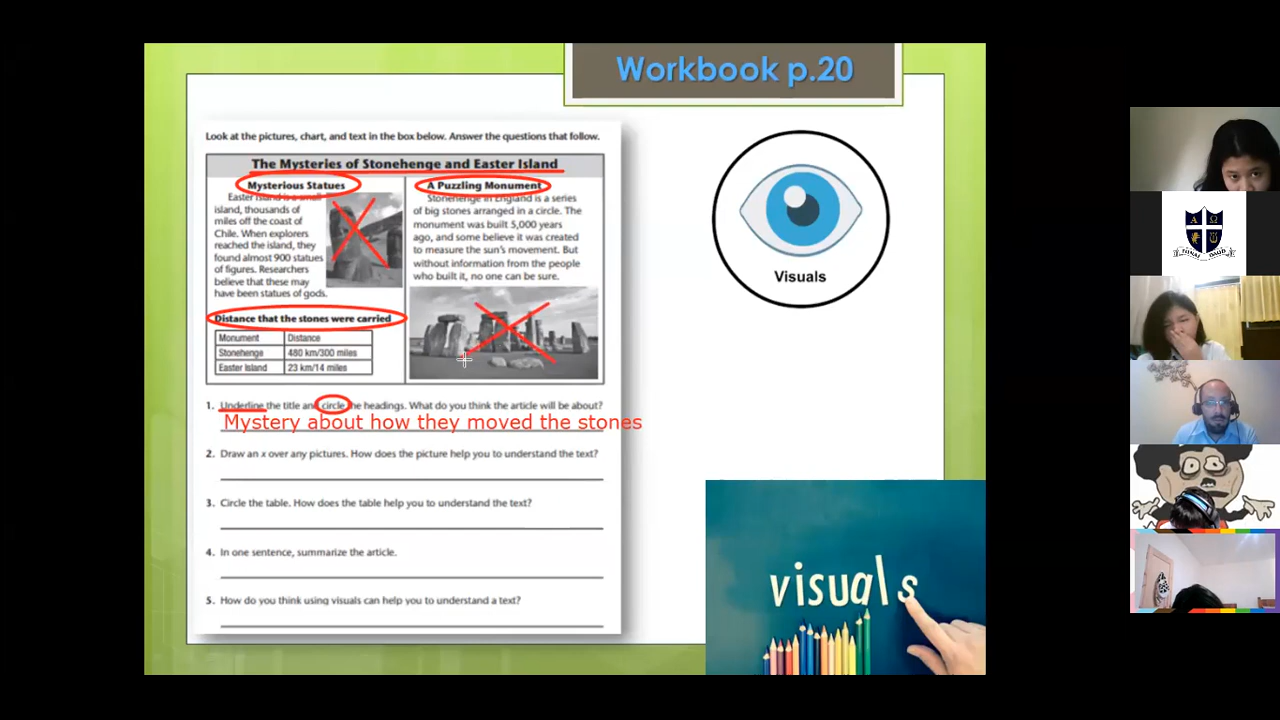 Workbook p.20
Look at the pictures, chart, and text in the box below. Answer the questions that follow.
The Mysteries of Stonehenge and Easter Island
Mysterious Statues
Easter Island is a small
island, thousands of
miles off the coast of
Chile. When explorers
reached the island, they
found almost 900 statues
of figures. Researchers
believe that these may
have been statues of gods.
Distance that the stones were carried
Monument Distance
Stonehenge 480 km/300 miles
Easter Island 23 km/14 miles
A Puzzling Monument
Stonehenge in England is a series
of big stones arranged in a circle. The
monument was built 5,000 years
ago, and some believe it was created
to measure the sun's movement. But
without information from the people
who built it, no one can be sure.
1. Underline the title and circle the headings. What do you think the article will be about?
Mystery about how they moved the stones
2. Draw an x over any pictures. How does the picture help you to understand the text?
3. Circle the table. How does the table help you to understand the text?
4. In one sentence, summarize the article.
5. How do you think using visuals can help you to understand a text?
Visuals
visuals